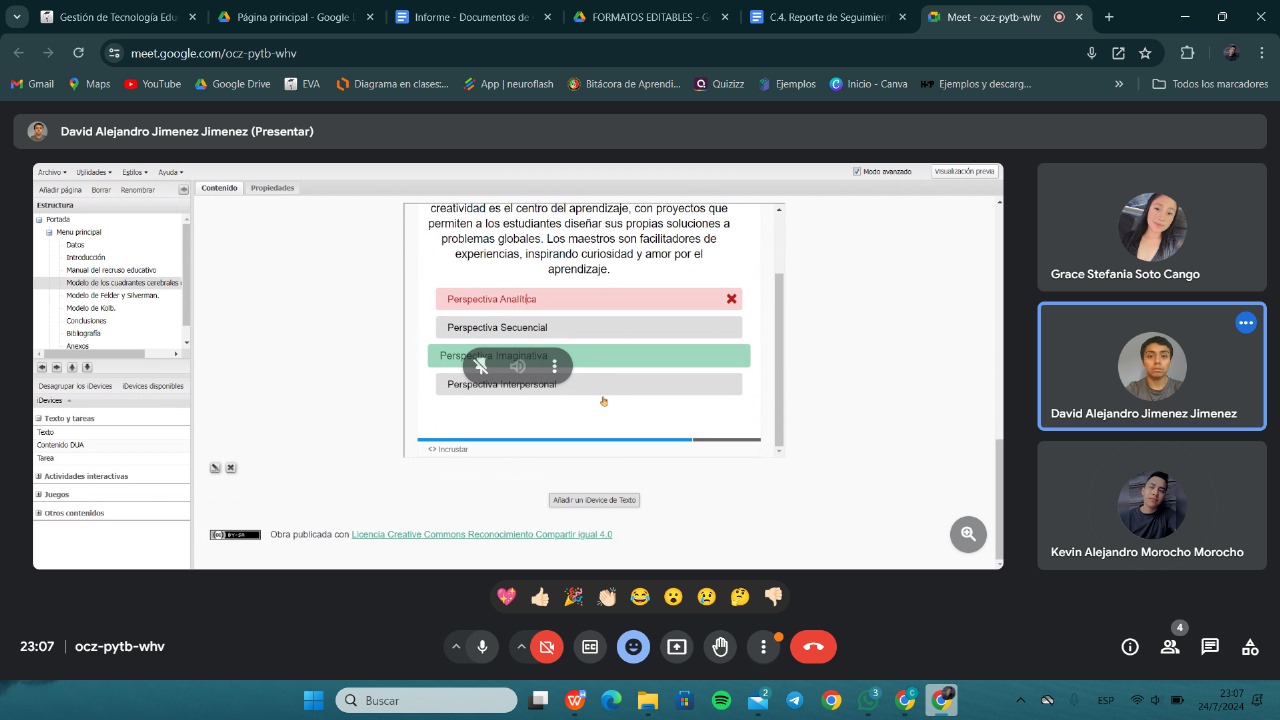 Gestión de Tecnología Edu
Página principal - Google
Informe - Documentos de
FORMATOS EDITABLES - G
C.4. Reporte de Seguimien
Meet - ocz-pytb-whv
meet.google.com/ocz-pytb-whv
Gmail
Maps
YouTube
Google Drive
EVA
Diagrama en clases:...
App | neuroflash
Bitácora de Aprendi...
Quizizz
Ejemplos
Inicio - Canva
Ejemplos y descarg...
Todos los marcadores
David Alejandro Jimenez Jimenez (Presentar)
Archivo Utilidades Estilos Ayuda
Modo avanzado
Visualización previa
Añadir página Borrar Renombrar
Contenido Propiedades
Estructura
Portada
Menu principal
Datos
Introducción
Manual del recruso educativo
Modelo de los cuadrantes cerebrales
Modelo de Felder y Silverman.
Modelo de Kolb.
Conclusiones
Bibliografía
Anexos
Desagrupar los iDevices iDevices disponibles
iDevices
Texto y tareas
Texto
Contenido DUA
Tarea
Actividades interactivas
Juegos
Otros contenidos
creatividad es el centro del aprendizaje, con proyectos que
permiten a los estudiantes diseñar sus propias soluciones a
problemas globales. Los maestros son facilitadores de
experiencias, inspirando curiosidad y amor por el
aprendizaje.
Perspectiva Analítica
Perspectiva Secuencial
Perspectiva Imaginativa
Perspectiva Interpersonal
<> Incrustar
Añadir un iDevice de Texto
(cc) BY-SA
Obra publicada con Licencia Creative Commons Reconocimiento Compartir igual 4.0
Grace Stefania Soto Cango
David Alejandro Jimenez Jimenez
Kevin Alejandro Morocho Morocho
23:07 | ocz-pytb-whv
4
Buscar
2
3
ESP
23:07
24/7/2024